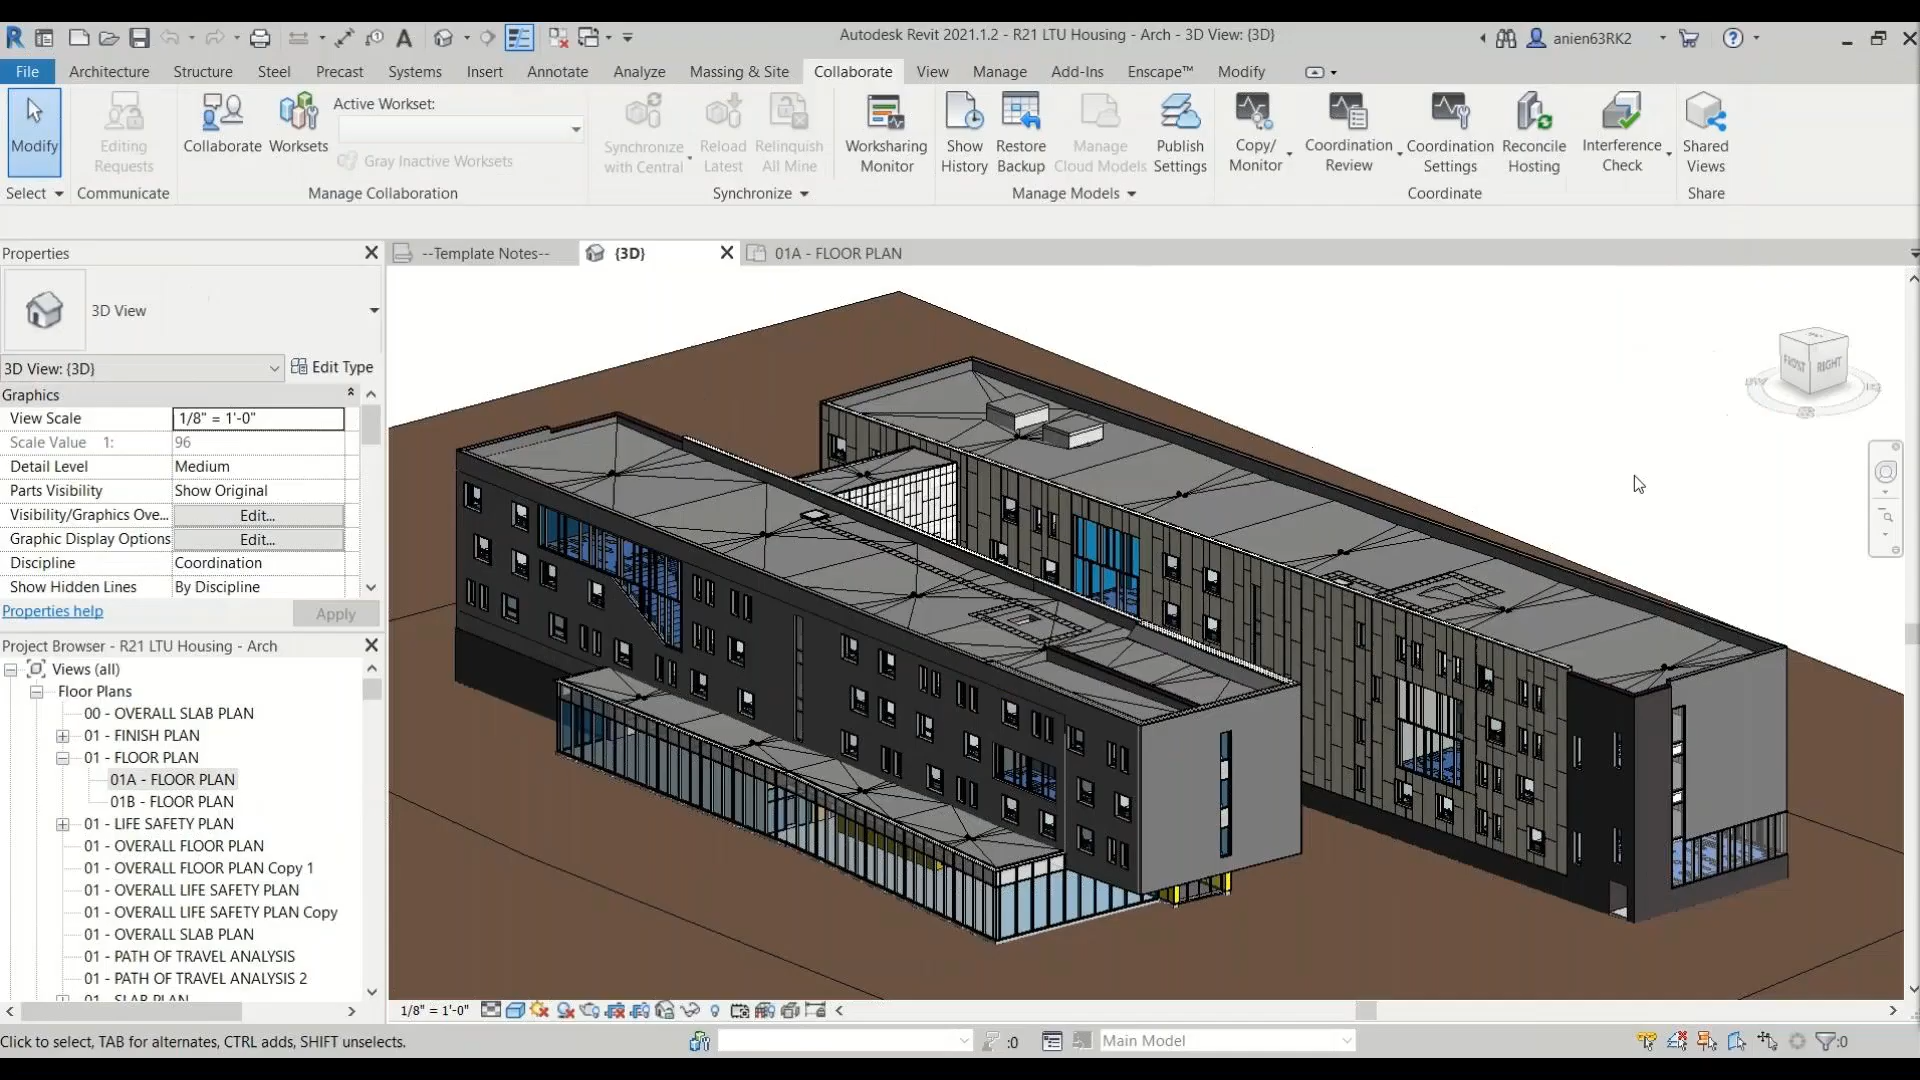 Autodesk Revit 2021.1.2 - R21 LTU Housing - Arch - 3D View: {3D}
anien63RK2
File Architecture Structure Steel Precast Systems Insert Annotate Analyze Massing & Site Collaborate View Manage Add-Ins Enscape™ Modify
Modify
Select
Editing Requests
Communicate
Collaborate
Worksets
Active Workset:
Gray Inactive Worksets
Manage Collaboration
Synchronize with Central
Reload Latest
Relinquish All Mine
Synchronize
Worksharing Monitor
Show History
Restore Backup
Manage Cloud Models
Publish Settings
Manage Models
Copy/ Monitor
Coordination Review
Coordination Settings
Reconcile Hosting
Interference Check
Coordinate
Shared Views
Share
Properties
--Template Notes--
{3D}
01A - FLOOR PLAN
3D View
3D View: {3D}
Edit Type
Graphics
View Scale 1/8" = 1'-0"
Scale Value 1: 96
Detail Level Medium
Parts Visibility Show Original
Visibility/Graphics Ove... Edit...
Graphic Display Options Edit...
Discipline Coordination
Show Hidden Lines By Discipline
Properties help
Apply
Project Browser - R21 LTU Housing - Arch
Views (all)
Floor Plans
00 - OVERALL SLAB PLAN
01 - FINISH PLAN
01 - FLOOR PLAN
01A - FLOOR PLAN
01B - FLOOR PLAN
01 - LIFE SAFETY PLAN
01 - OVERALL FLOOR PLAN
01 - OVERALL FLOOR PLAN Copy 1
01 - OVERALL LIFE SAFETY PLAN
01 - OVERALL LIFE SAFETY PLAN Copy
01 - OVERALL SLAB PLAN
01 - PATH OF TRAVEL ANALYSIS
01 - PATH OF TRAVEL ANALYSIS 2
01 - SLAB PLAN
FRONT RIGHT
1/8" = 1'-0"
Click to select, TAB for alternates, CTRL adds, SHIFT unselects.
:0
Main Model
:0